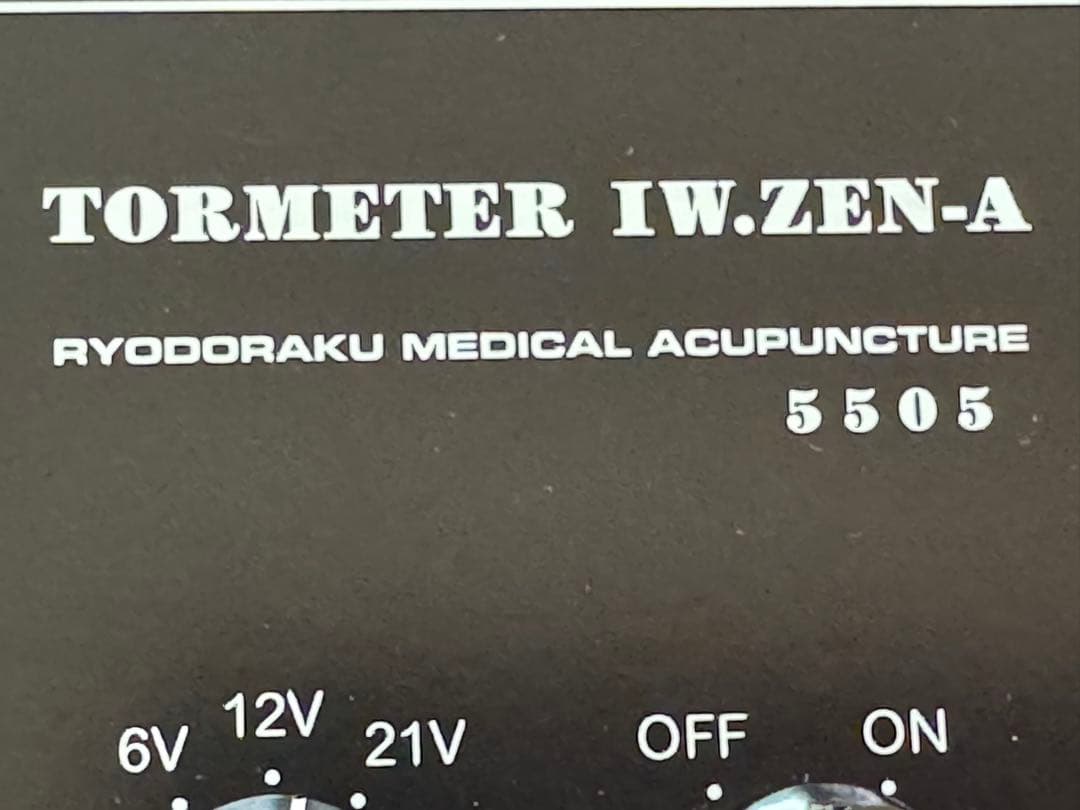 TORMETER IW.ZEN-A
RYODORAKU MEDICAL ACUPUNCTURE
5505
6V 12V 21V OFF ON